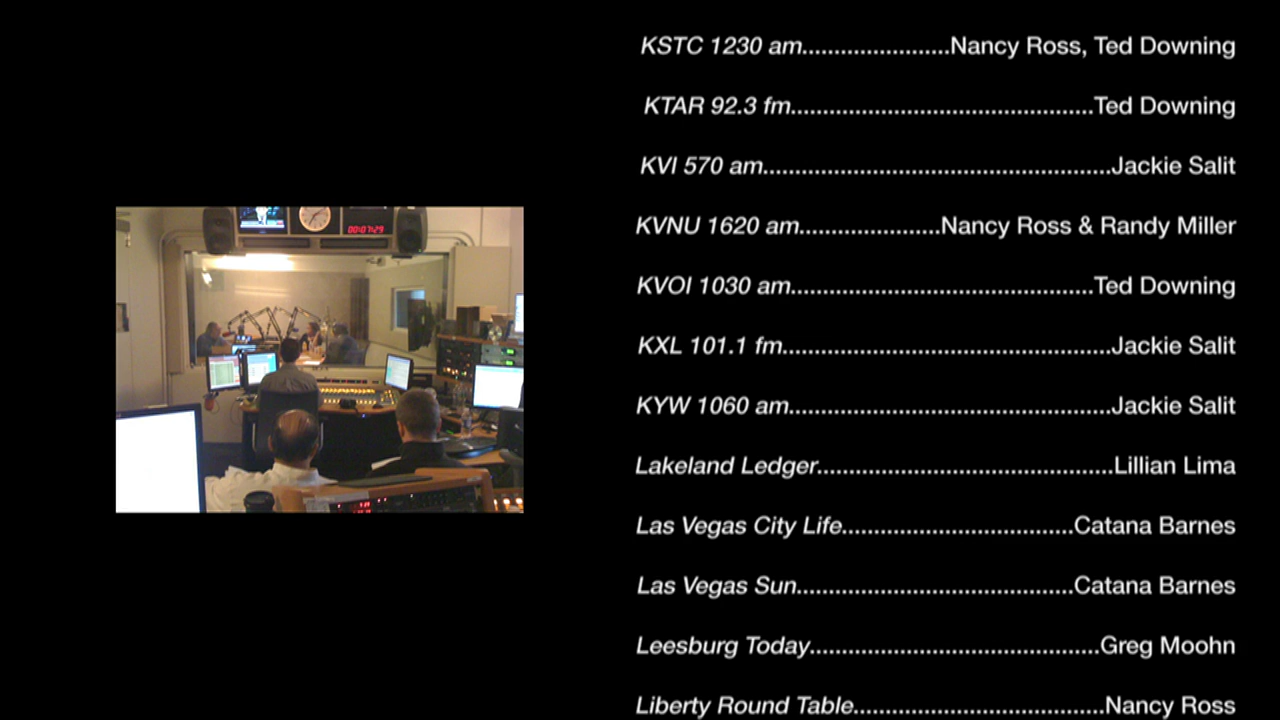 KSTC 1230 am.......................Nancy Ross, Ted Downing
KTAR 92.3 fm...............................................Ted Downing
KVI 570 am......................................................Jackie Salit
KVNU 1620 am......................Nancy Ross & Randy Miller
KVOI 1030 am...............................................Ted Downing
KXL 101.1 fm....................................................Jackie Salit
KYW 1060 am..................................................Jackie Salit
Lakeland Ledger..............................................Lillian Lima
Las Vegas City Life....................................Catana Barnes
Las Vegas Sun...........................................Catana Barnes
Leesburg Today.............................................Greg Moohn
Liberty Round Table.......................................Nancy Ross
00:07:29